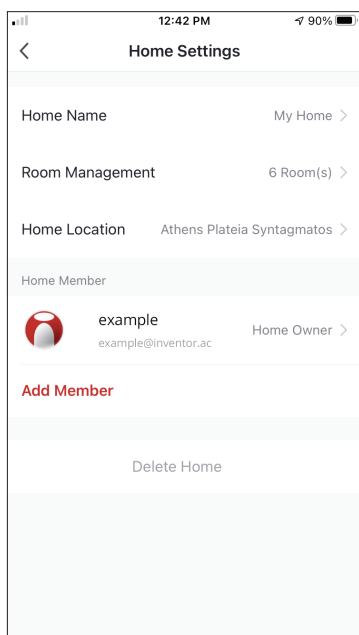 12:42 PM 90%
Home Settings
Home Name My Home
Room Management 6 Room(s)
Home Location Athens Plateia Syntagmatos
Home Member
example
example@inventor.ac
Home Owner
Add Member
Delete Home